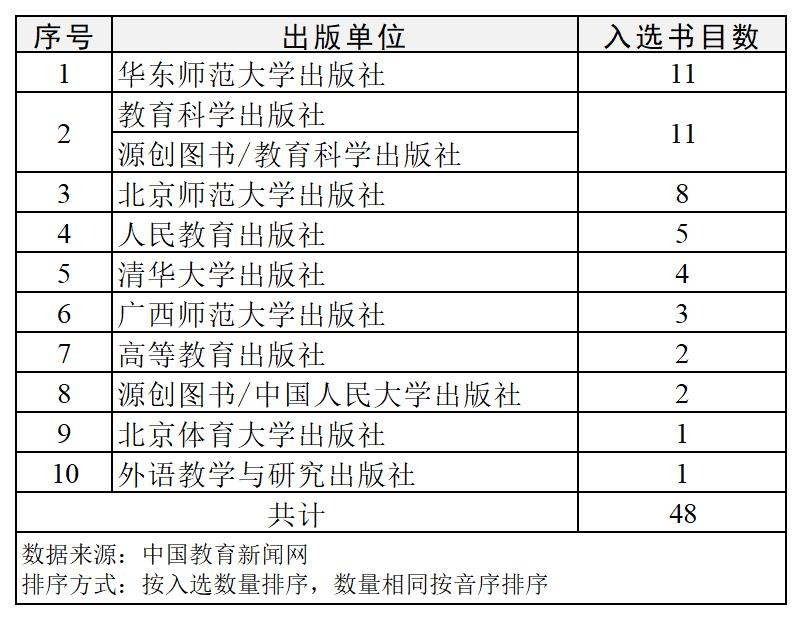 序号 出版单位 入选书目数
1 华东师范大学出版社 11
2 教育科学出版社 11
源创图书/教育科学出版社
3 北京师范大学出版社 8
4 人民教育出版社 5
5 清华大学出版社 4
6 广西师范大学出版社 3
7 高等教育出版社 2
8 源创图书/中国人民大学出版社 2
9 北京体育大学出版社 1
10 外语教学与研究出版社 1
共计 48
数据来源：中国教育新闻网
排序方式：按入选数量排序，数量相同按音序排序